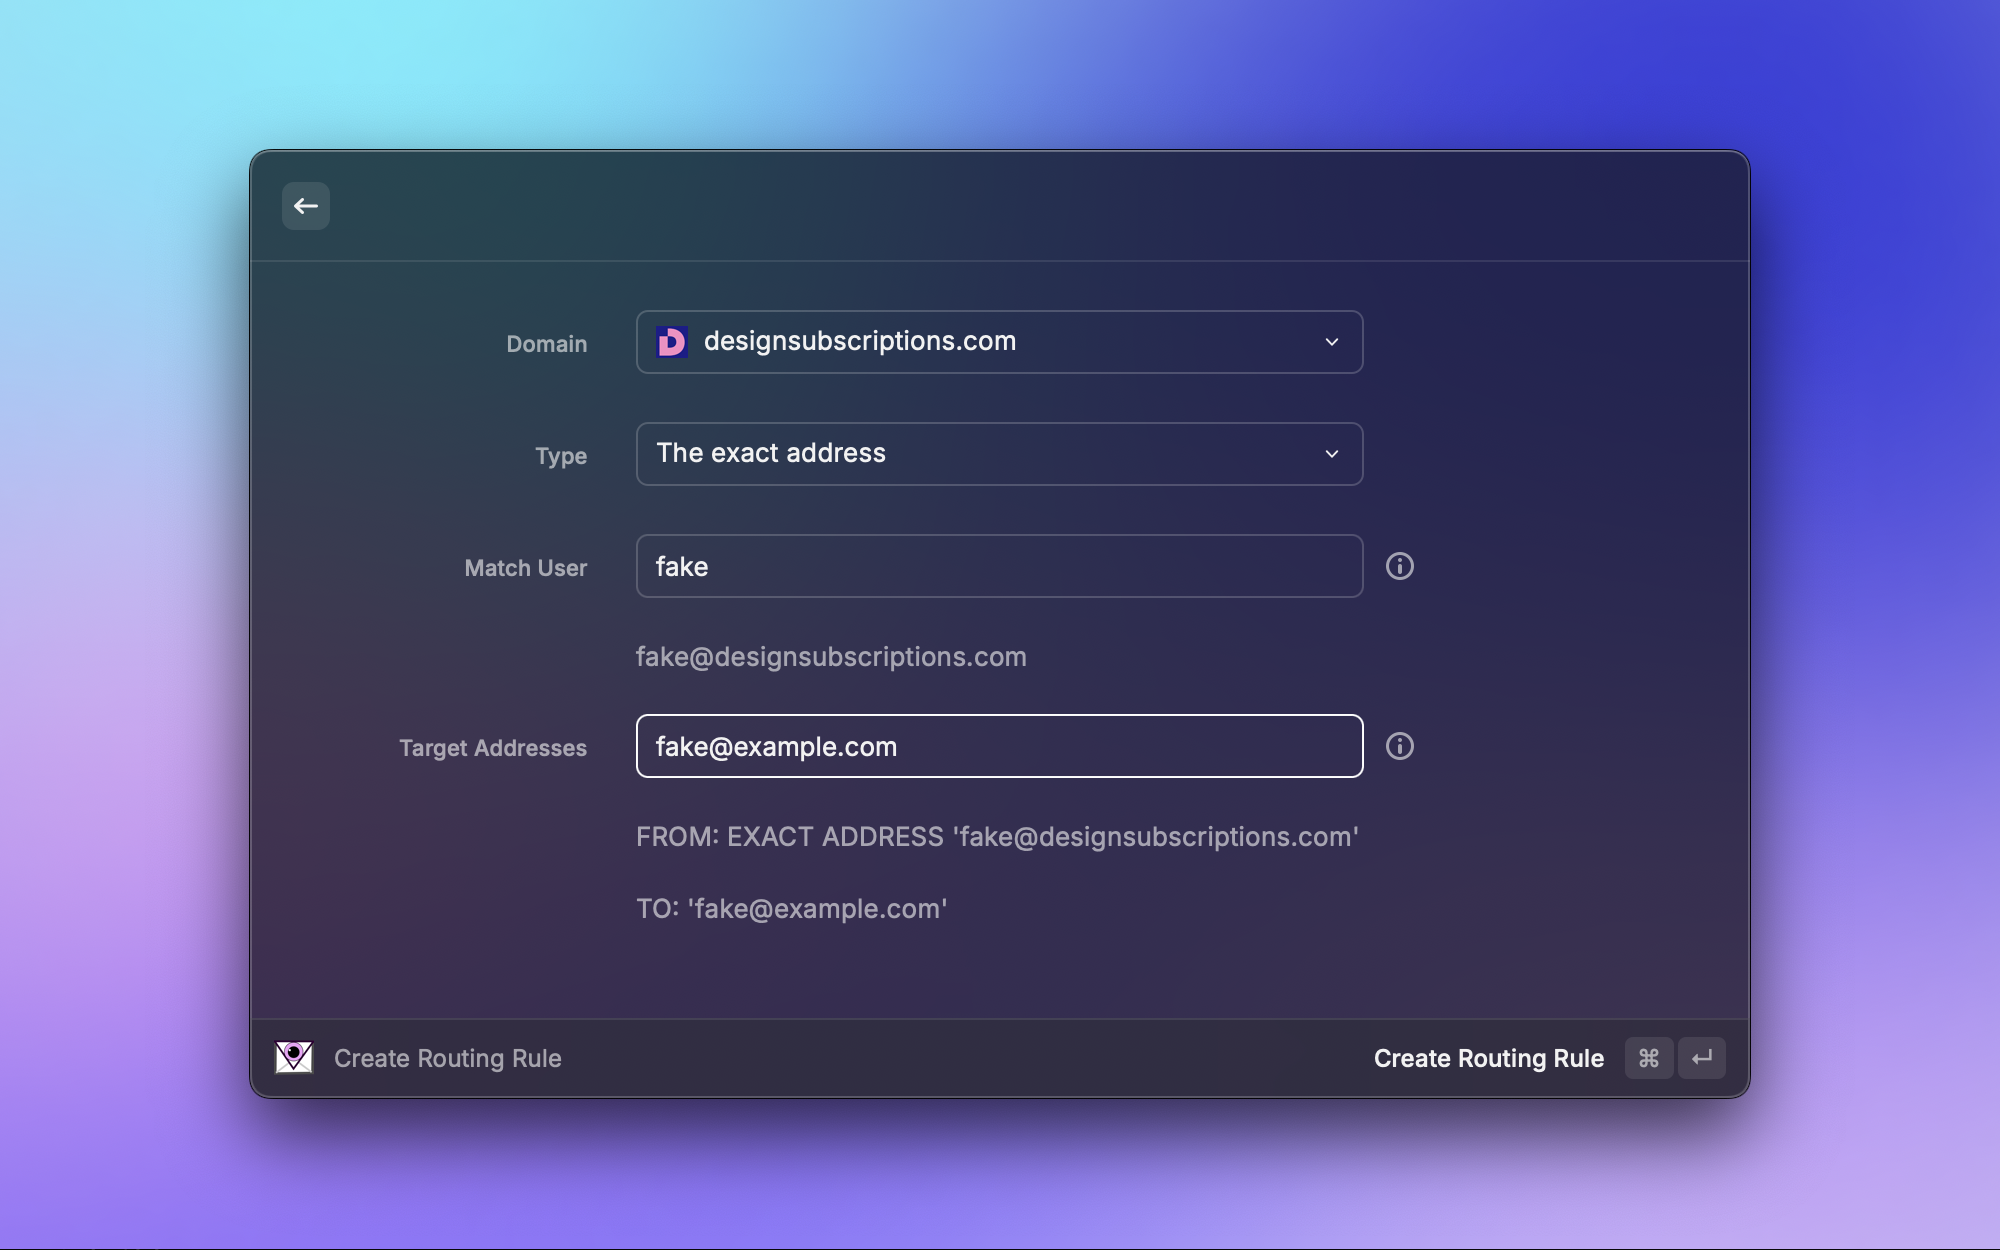 Domain
designsubscriptions.com
Type
The exact address
Match User
fake
fake@designsubscriptions.com
Target Addresses
fake@example.com
FROM: EXACT ADDRESS 'fake@designsubscriptions.com'
TO: 'fake@example.com'
Create Routing Rule
Create Routing Rule ⌘ ↵